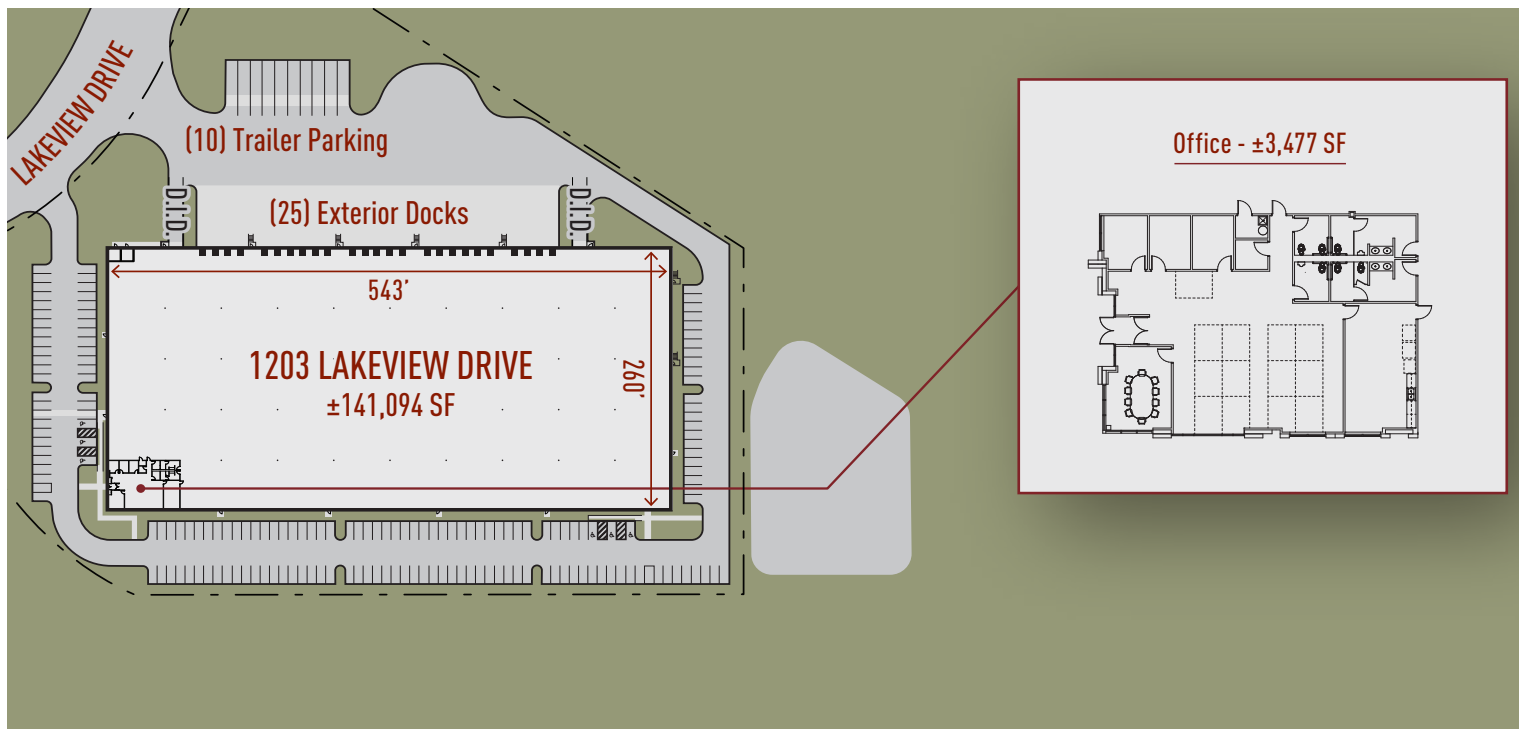 LAKEVIEW DRIVE
(10) Trailer Parking
D.I.D.
D.I.D.
(25) Exterior Docks
543'
260'
1203 LAKEVIEW DRIVE
±141,094 SF
Office - ±3,477 SF